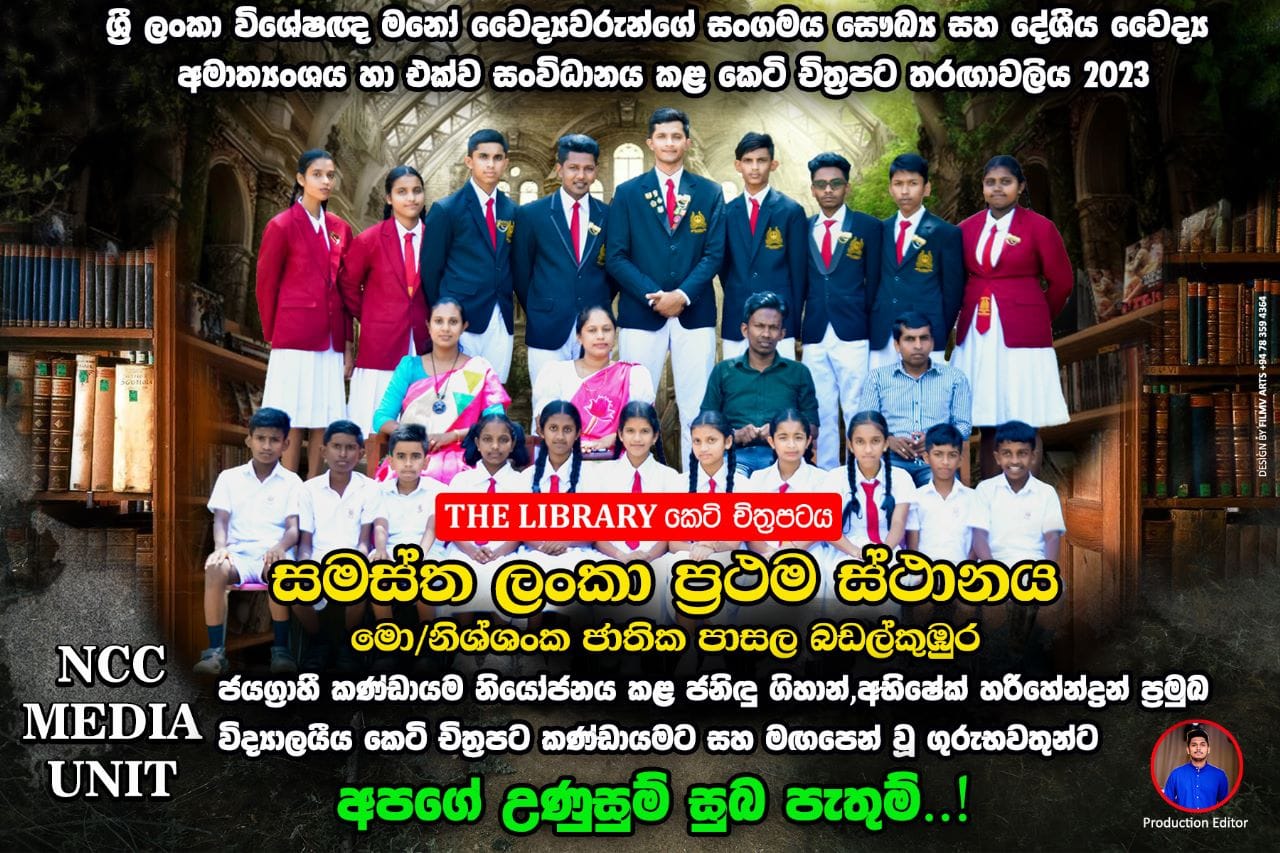 ශ්‍රී ලංකා විශේෂඥ මනෝ වෛද්‍යවරුන්ගේ සංගමය සෞඛ්‍ය සහ දේශීය වෛද්‍ය
අමාත්‍යංශය හා එක්ව සංවිධානය කළ කෙටි චිත්‍රපට තරඟාවලිය 2023
THE LIBRARY කෙටි චිත්‍රපටය
සමස්ත ලංකා ප්‍රථම ස්ථානය
මො/නිශ්ශංක ජාතික පාසල බඩල්කුඹුර
ජයග්‍රාහී කණ්ඩායම නියෝජනය කළ ජනිඳු ගිහාන්,අභිෂේක් හරිහේන්ද්‍රන් ප්‍රමුඛ
විද්‍යාලයීය කෙටි චිත්‍රපට කණ්ඩායමට සහ මඟපෙන් වූ ගුරුභවතුන්ට
අපගේ උණුසුම් සුබ පැතුම්..!
NCC
MEDIA
UNIT
Production Editor
DESIGN BY FILMV ARTS +94 78 359 4364